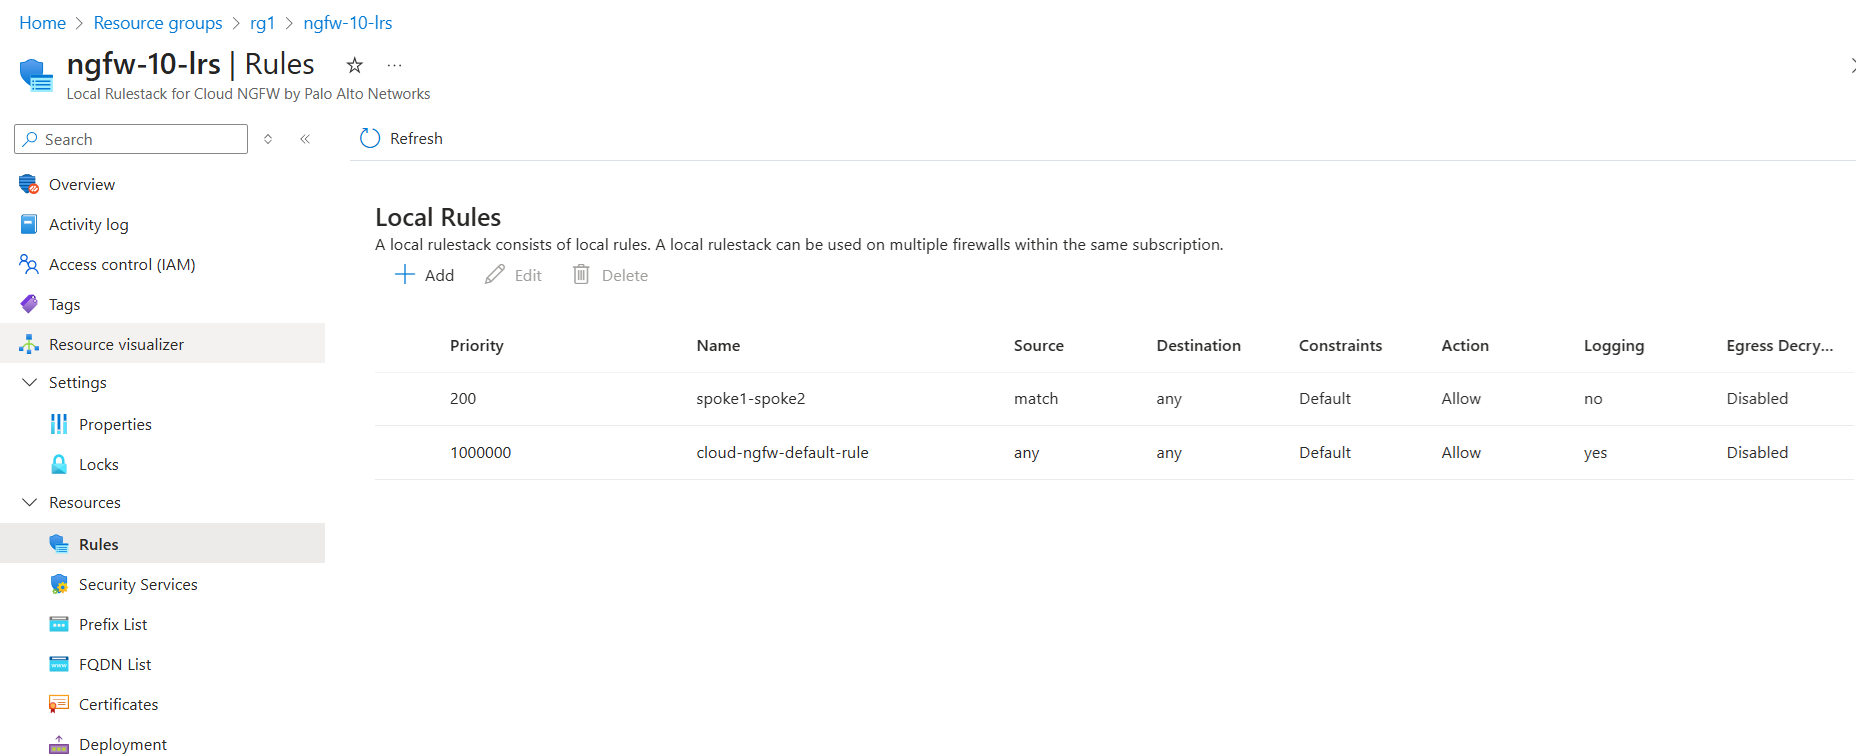 Home > Resource groups > rg1 > ngfw-10-lrs
ngfw-10-lrs | Rules
Local Rulestack for Cloud NGFW by Palo Alto Networks
Search
Refresh
Overview
Activity log
Access control (IAM)
Tags
Resource visualizer
Settings
Properties
Locks
Resources
Rules
Security Services
Prefix List
FQDN List
Certificates
Deployment
Local Rules
A local rulestack consists of local rules. A local rulestack can be used on multiple firewalls within the same subscription.
Add Edit Delete
Priority Name Source Destination Constraints Action Logging Egress Decry...
200 spoke1-spoke2 match any Default Allow no Disabled
1000000 cloud-ngfw-default-rule any any Default Allow yes Disabled